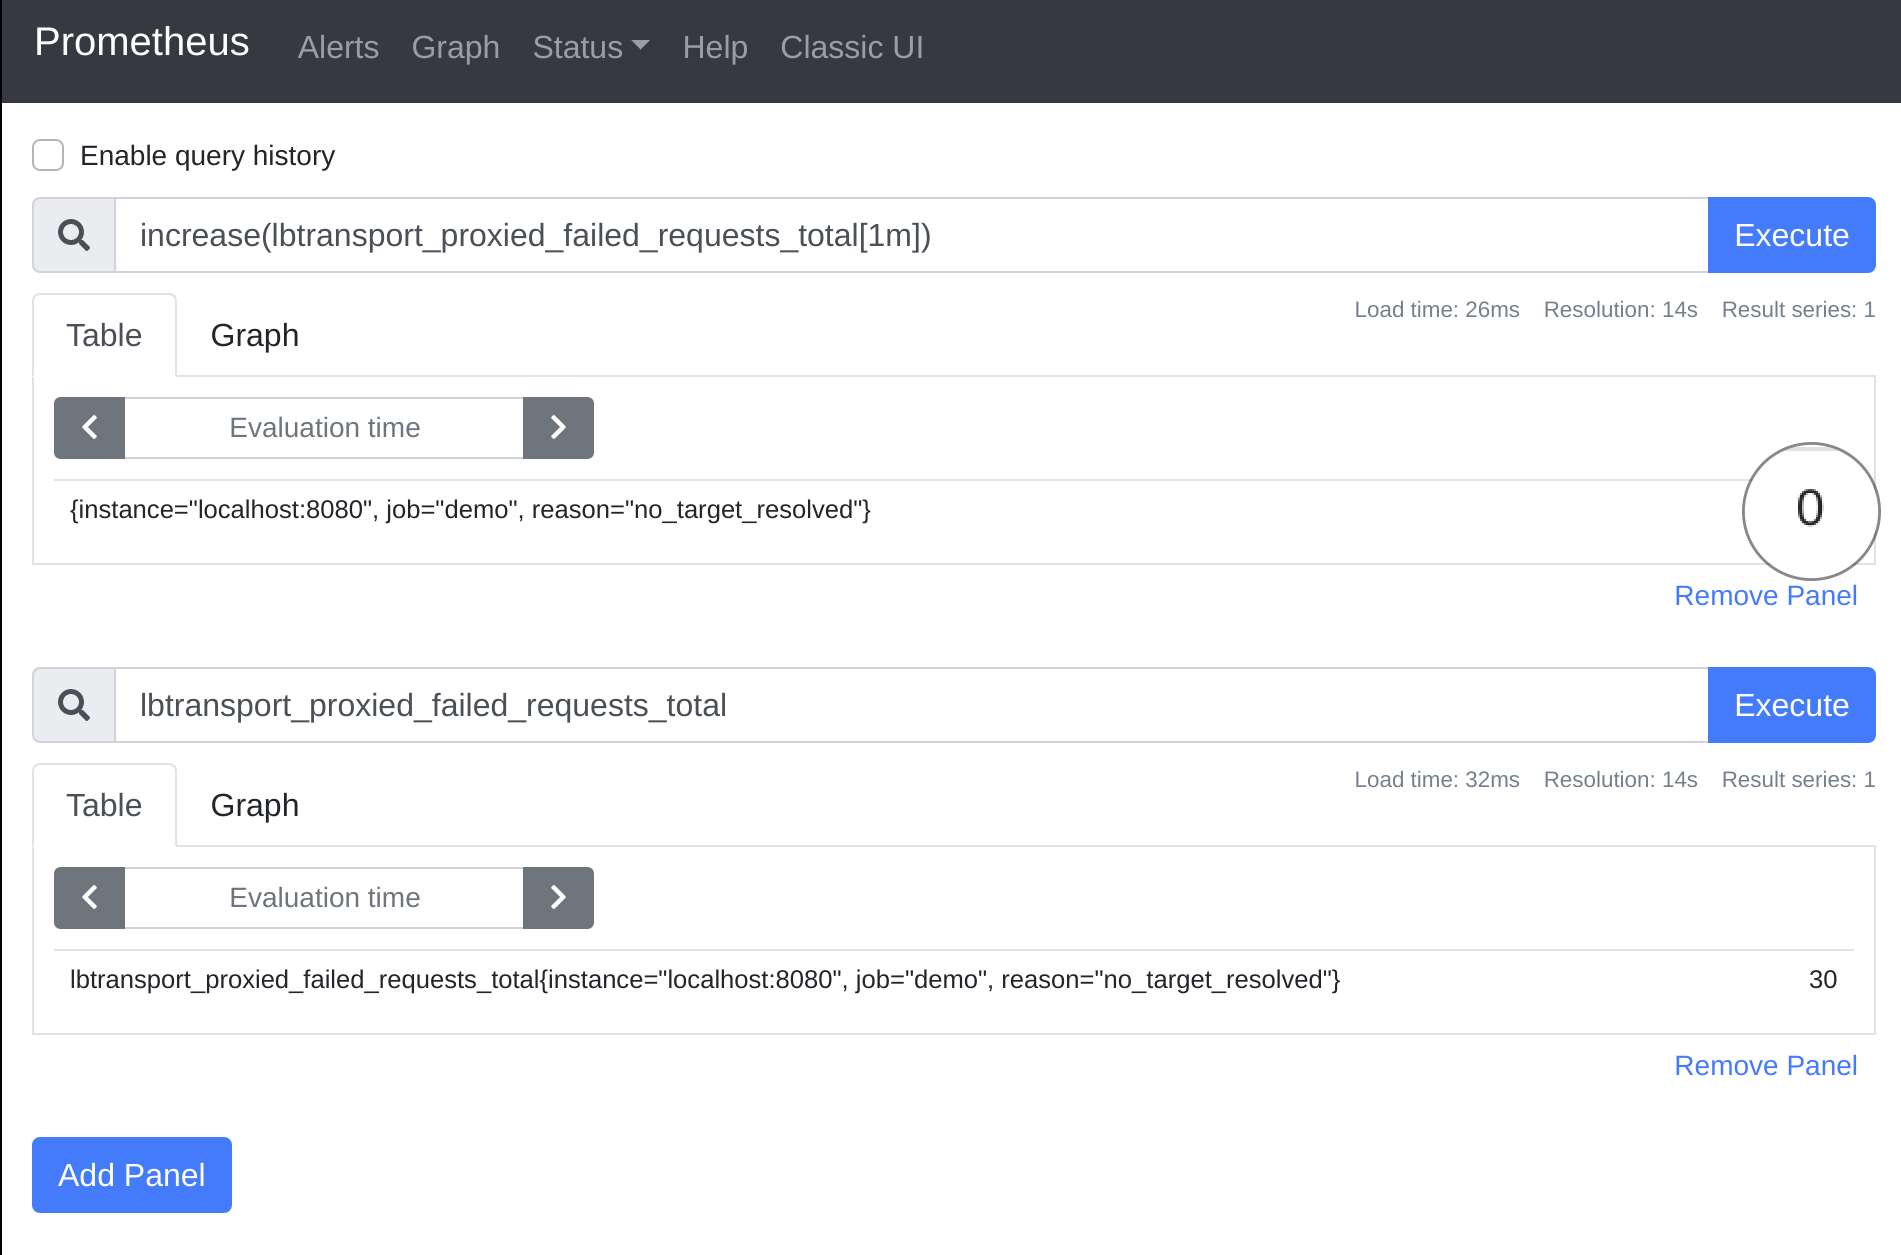 Prometheus Alerts Graph Status Help Classic UI
Enable query history
increase(lbtransport_proxied_failed_requests_total[1m]) Execute
Load time: 26ms Resolution: 14s Result series: 1
Table Graph
Evaluation time
{instance="localhost:8080", job="demo", reason="no_target_resolved"} 0
Remove Panel
lbtransport_proxied_failed_requests_total Execute
Load time: 32ms Resolution: 14s Result series: 1
Table Graph
Evaluation time
lbtransport_proxied_failed_requests_total{instance="localhost:8080", job="demo", reason="no_target_resolved"} 30
Remove Panel
Add Panel